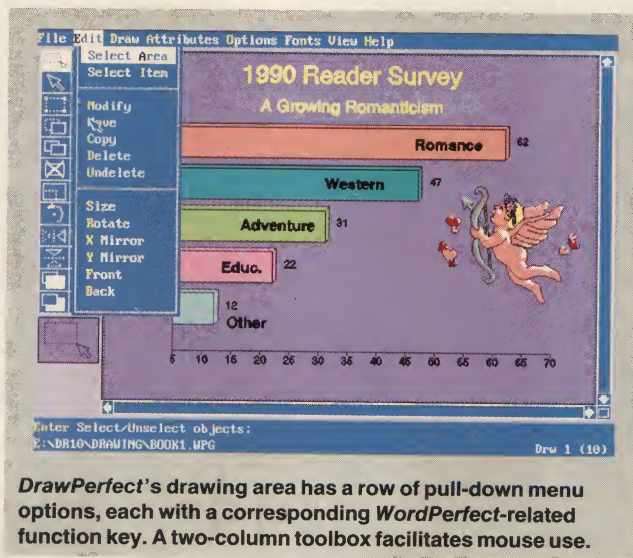 File Edit Draw Attributes Options Fonts View Help
Select Area
Select Item
Modify
Move
Copy
Delete
Undelete
Size
Rotate
X Mirror
Y Mirror
Front
Back
1990 Reader Survey
A Growing Romanticism
Romance 62
Western 47
Adventure 31
Educ. 22
12
Other
5 10 15 20 25 30 35 40 45 50 55 60 65 70
Enter Select/Unselect objects:
E:\DR10\DRAWING\BOOK1.WPG Drw 1 (10)
DrawPerfect's drawing area has a row of pull-down menu
options, each with a corresponding WordPerfect-related
function key. A two-column toolbox facilitates mouse use.